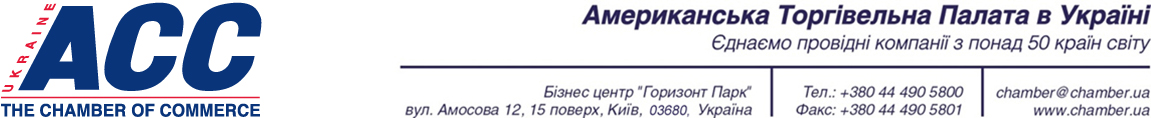 UKRAINE
ACC
THE CHAMBER OF COMMERCE
Американська Торгівельна Палата в Україні
Єднаємо провідні компанії з понад 50 країн світу
Бізнес центр "Горизонт Парк"
вул. Амосова 12, 15 поверх, Київ, 03680, Україна
Тел.: +380 44 490 5800
Факс: +380 44 490 5801
chamber@chamber.ua
www.chamber.ua